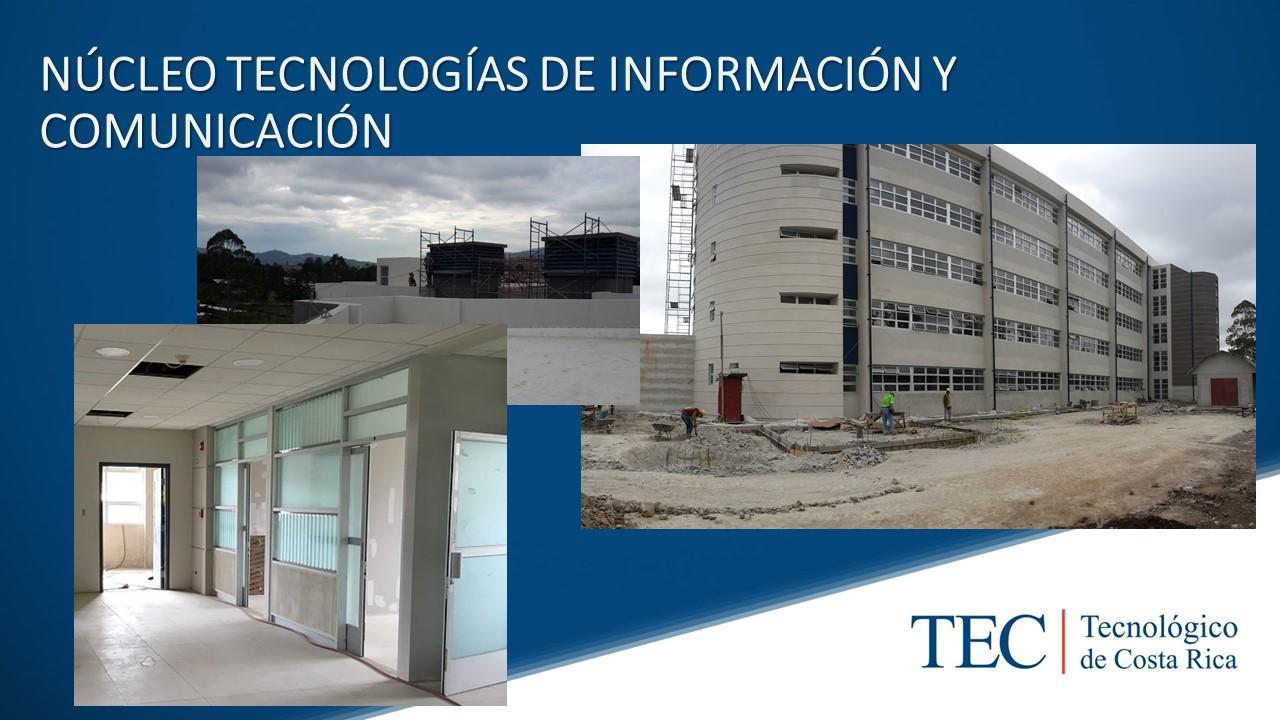 NÚCLEO TECNOLOGÍAS DE INFORMACIÓN Y
COMUNICACIÓN
TEC
Tecnológico
de Costa Rica